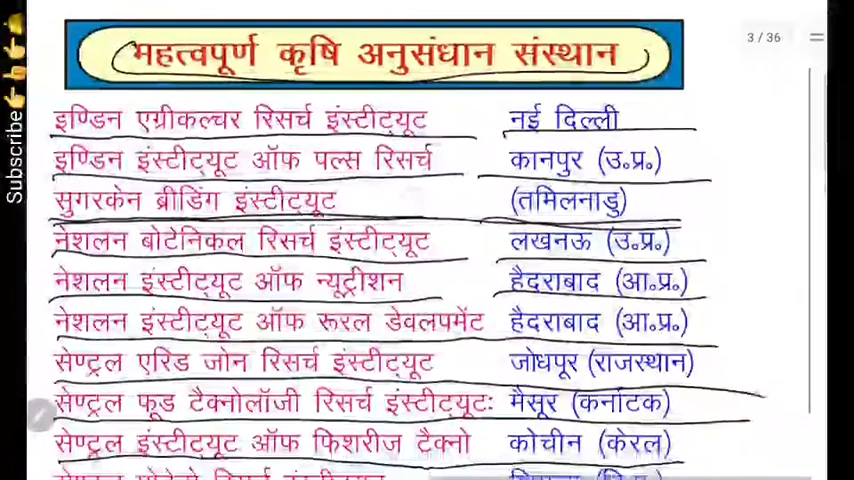 महत्वपूर्ण कृषि अनुसंधान संस्थान
3 / 36
Subscribe
इण्डिन एग्रीकल्चर रिसर्च इंस्टीट्यूट नई दिल्ली
इण्डिन इंस्टीट्यूट ऑफ पल्स रिसर्च कानपुर (उ.प्र.)
सुगरकेन ब्रीडिंग इंस्टीट्यूट (तमिलनाडु)
नेशलन बोटेनिकल रिसर्च इंस्टीट्यूट लखनऊ (उ.प्र.)
नेशलन इंस्टीट्यूट ऑफ न्यूट्रीशन हैदराबाद (आ.प्र.)
नेशलन इंस्टीट्यूट ऑफ रूरल डेवलपमेंट हैदराबाद (आ.प्र.)
सेण्ट्रल एरिड जोन रिसर्च इंस्टीट्यूट जोधपूर (राजस्थान)
सेण्ट्रल फूड टैक्नोलॉजी रिसर्च इंस्टीट्यूटः मैसूर (कर्नाटक)
सेण्ट्रल इंस्टीट्यूट ऑफ फिशरीज टैक्नो कोचीन (केरल)